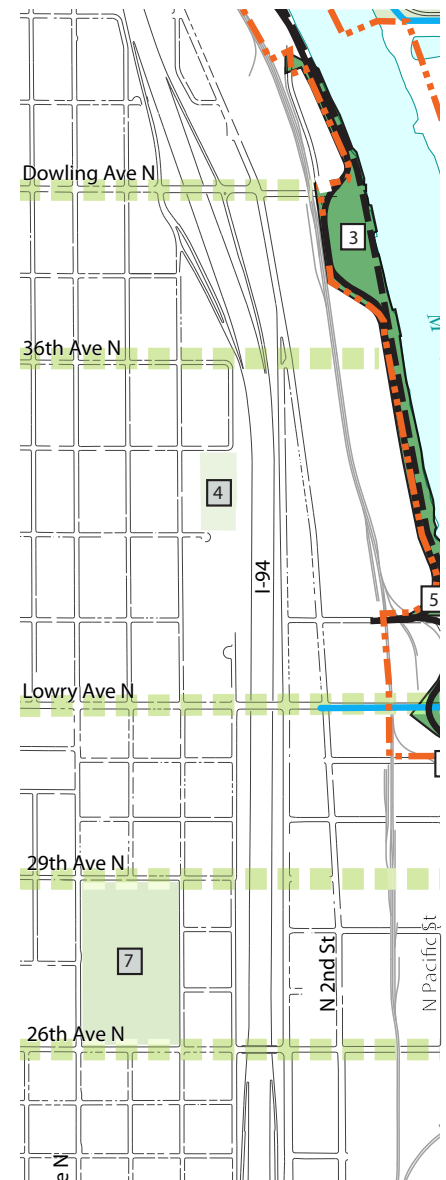 Dowling Ave N
3
M
36th Ave N
4
I-94
5
Lowry Ave N
29th Ave N
7
N 2nd St
N Pacific St
26th Ave N
e N